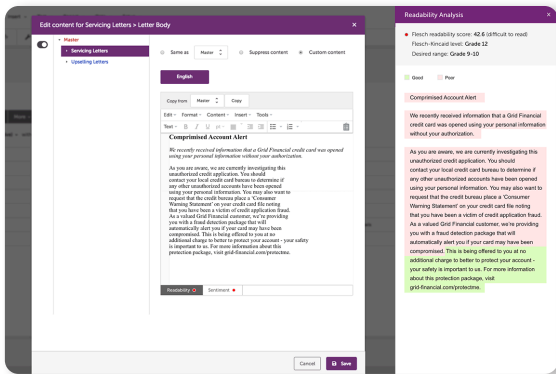 Edit content for Servicing Letters > Letter Body
×
Master
Servicing Letters
Upselling Letters
Same as
Master
Suppress content
Custom content
English
Copy from
Master
Copy
Edit
Format
Content
Insert
Tools
Text
B
I
U
Comprimised Account Alert
We recently received information that a Grid Financial credit card was opened
using your personal information without your authorization.
As you are aware, we are currently investigating this
unauthorized credit application. You should
contact your local credit bureau to determine if
any other unauthorized accounts have been opened
using your personal information. You may also want to
request that the credit bureau place a 'Consumer
Warning Statement' on your credit card file noting
that you have been a victim of credit application fraud.
As a valued Grid Financial customer, we're providing
you with a fraud detection package that will
automatically alert you if your card may have been
compromised. This is being offered to you at no
additional charge to better to protect your account - your safety
is important to us. For more information about this
protection package, visit grid-financial.com/protectme.
Readability
Sentiment
Cancel
Save
Readability Analysis
×
Flesch readability score: 42.6 (difficult to read)
Flesch-Kincaid level: Grade 12
Desired range: Grade 9-10
Good
Poor
Comprimised Account Alert
We recently received information that a Grid Financial
credit card was opened using your personal information
without your authorization.
As you are aware, we are currently investigating this
unauthorized credit application. You should
contact your local credit bureau to determine if
any other unauthorized accounts have been opened
using your personal information. You may also want to
request that the credit bureau place a 'Consumer
Warning Statement' on your credit card file noting
that you have been a victim of credit application fraud.
As a valued Grid Financial customer, we're providing
you with a fraud detection package that will
automatically alert you if your card may have been
compromised. This is being offered to you at no
additional charge to better to protect your account -
your safety is important to us. For more information
about this protection package, visit
grid-financial.com/protectme.